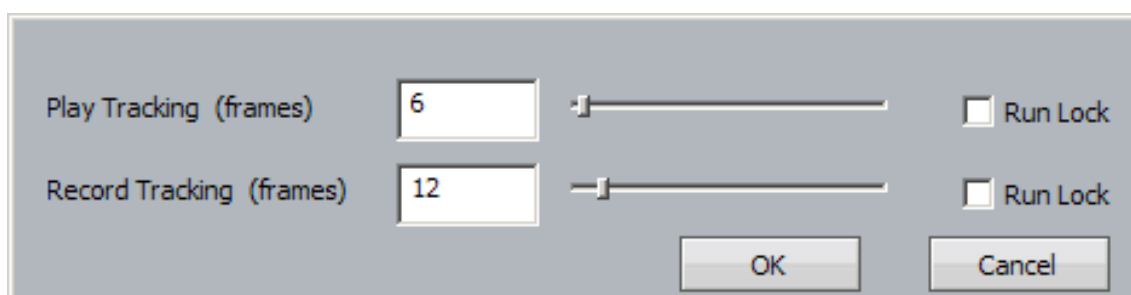 Play Tracking (frames) 6 Run Lock
Record Tracking (frames) 12 Run Lock
OK Cancel